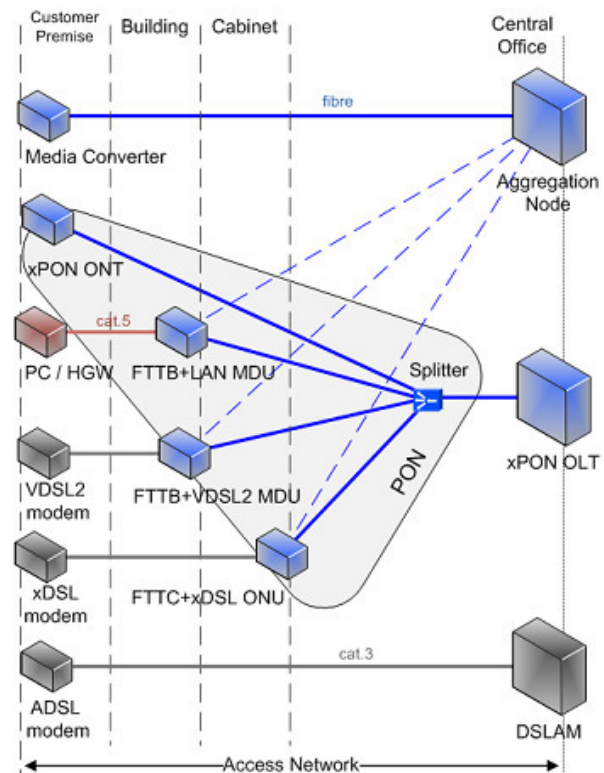 Customer
Premise
Building
Cabinet
Central
Office
fibre
Media Converter
Aggregation
Node
xPON ONT
cat.5
PC / HGW
FTTB+LAN MDU
Splitter
xPON OLT
PON
VDSL2
modem
FTTB+VDSL2 MDU
xDSL
modem
FTTC+xDSL ONU
cat.3
ADSL
modem
DSLAM
Access Network